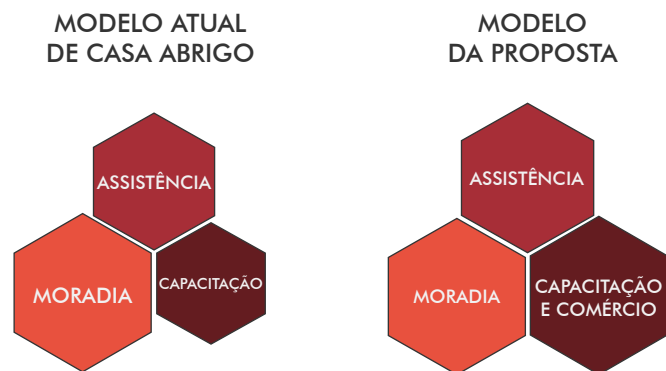 MODELO ATUAL
DE CASA ABRIGO
ASSISTÊNCIA
MORADIA
CAPACITAÇÃO
MODELO
DA PROPOSTA
ASSISTÊNCIA
MORADIA
CAPACITAÇÃO
E COMÉRCIO